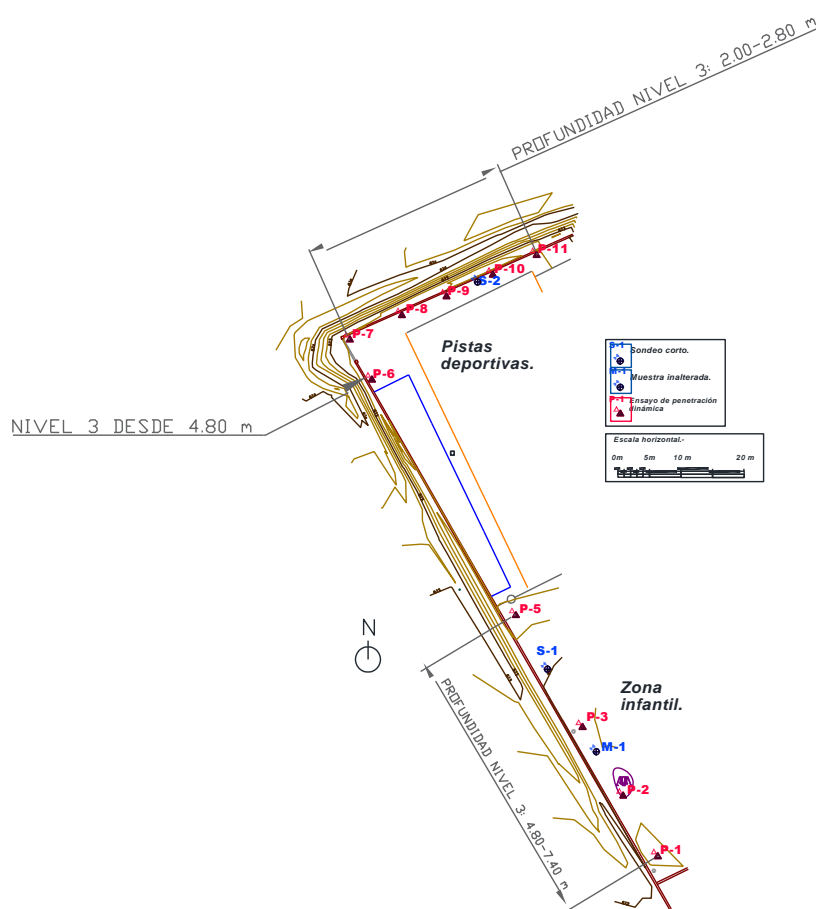 PROFUNDIDAD NIVEL 3: 2.00-2.80 m
P-11
P-10
S-2
P-9
P-8
P-7
P-6
Pistas
deportivas.
NIVEL 3 DESDE 4.80 m
S-1
Sondeo corto.
M-1
Muestra inalterada.
P-1
Ensayo de penetración
dinámica
Escala horizontal.-
0m 5m 10 m 20 m
P-5
N
S-1
Zona
infantil.
P-3
M-1
P-2
PROFUNDIDAD NIVEL 3: 4.80-7.40 m
P-1